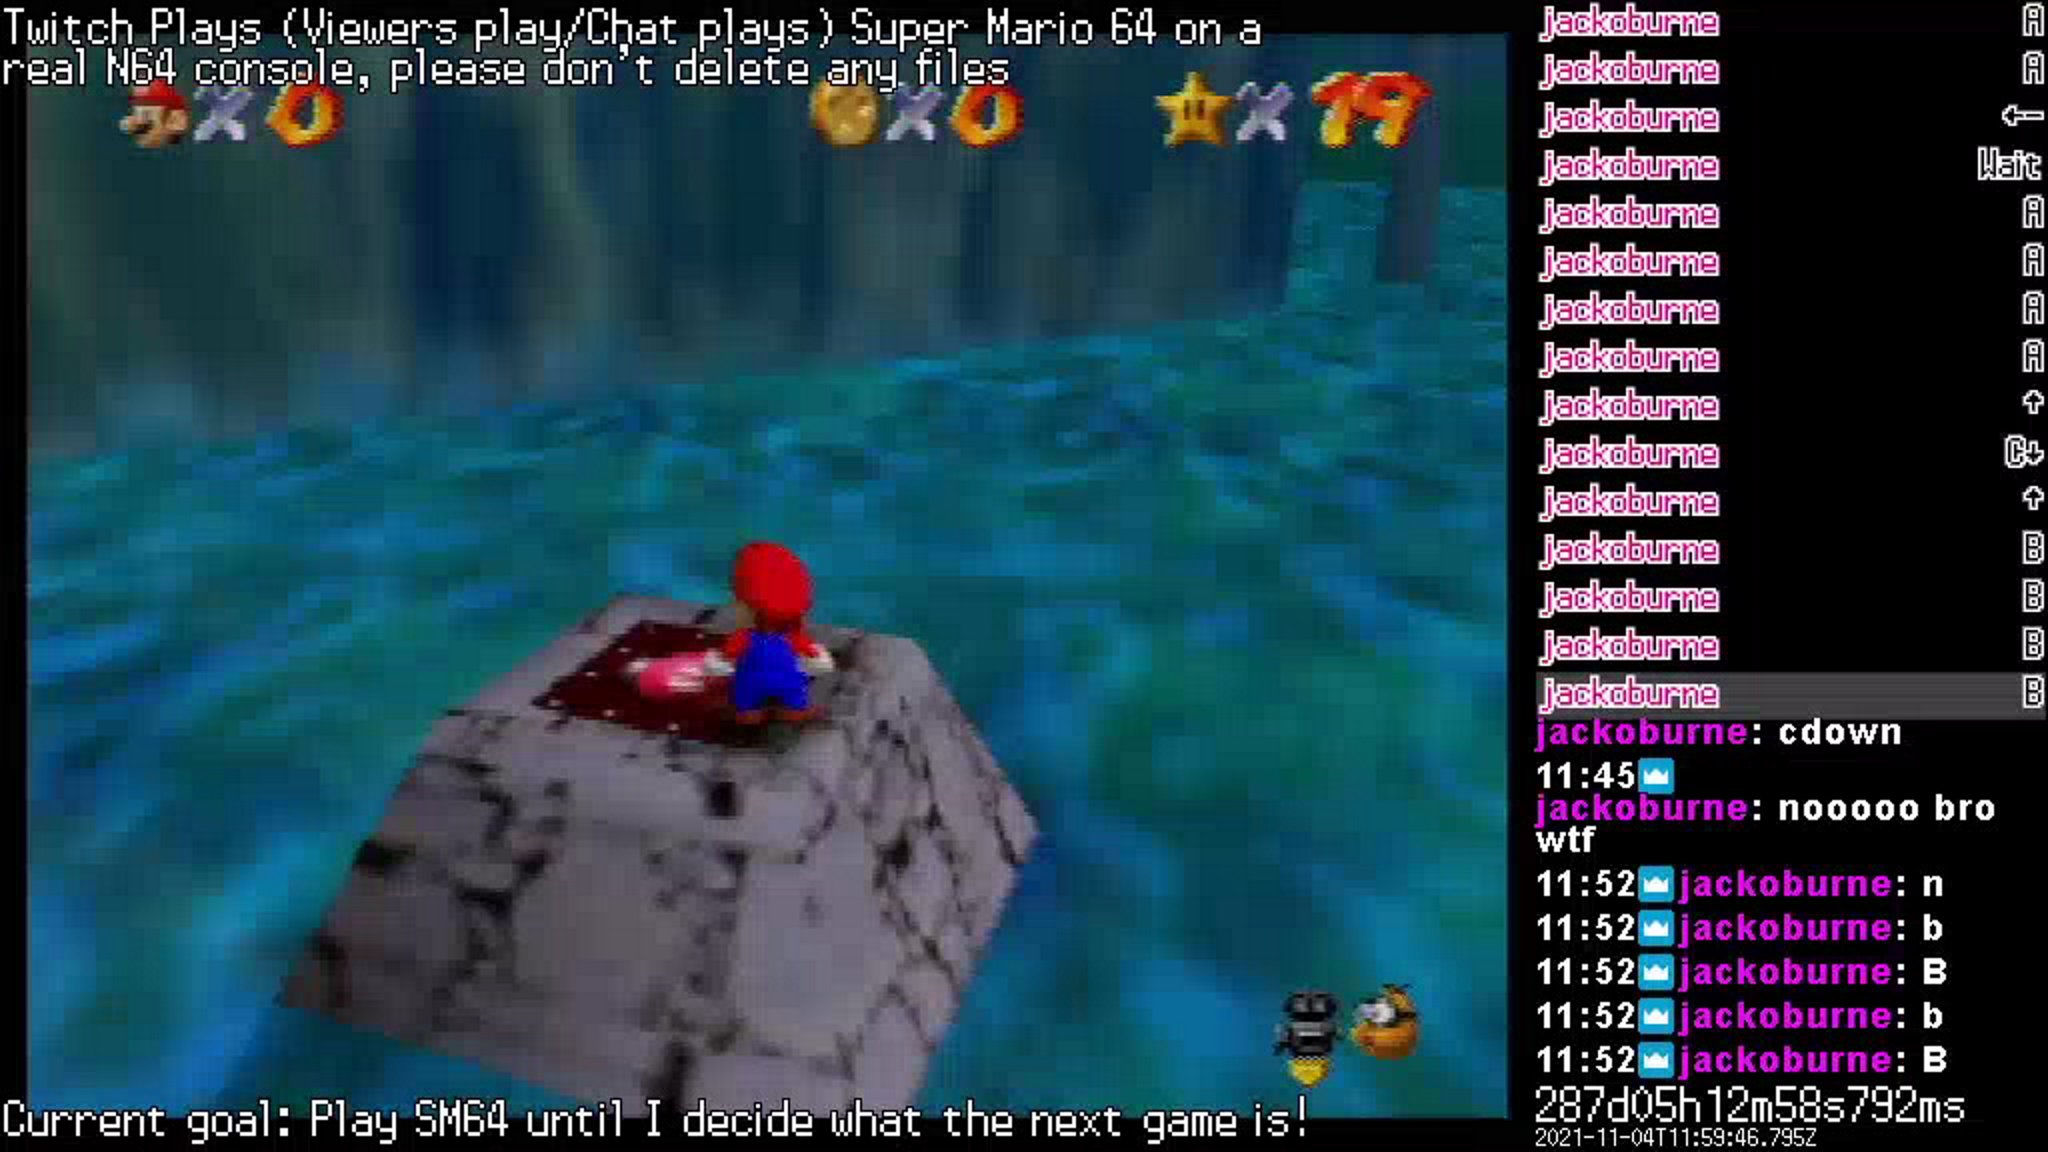 Twitch Plays (Viewers play/Chat plays) Super Mario 64 on a
real N64 console, please don't delete any files
x 0
x 0
x 19
jackoburne A
jackoburne A
jackoburne ←
jackoburne Wait
jackoburne A
jackoburne A
jackoburne A
jackoburne A
jackoburne ↑
jackoburne C↓
jackoburne ↑
jackoburne B
jackoburne B
jackoburne B
jackoburne B
jackoburne: cdown
11:45
jackoburne: nooooo bro
wtf
11:52 jackoburne: n
11:52 jackoburne: b
11:52 jackoburne: B
11:52 jackoburne: b
11:52 jackoburne: B
287d05h12m58s792ms
2021-11-04T11:59:46.795Z
Current goal: Play SM64 until I decide what the next game is!